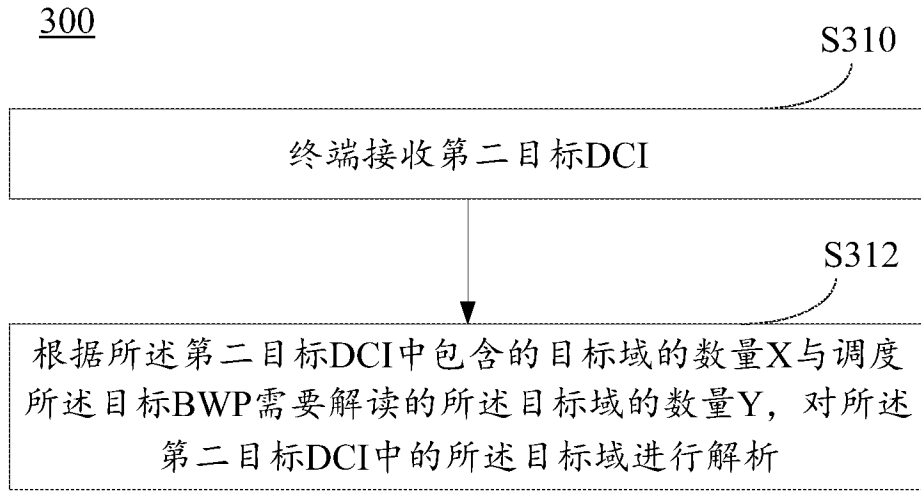 300
S310
终端接收第二目标DCI
S312
根据所述第二目标DCI中包含的目标域的数量X与调度
所述目标BWP需要解读的所述目标域的数量Y，对所述
第二目标DCI中的所述目标域进行解析